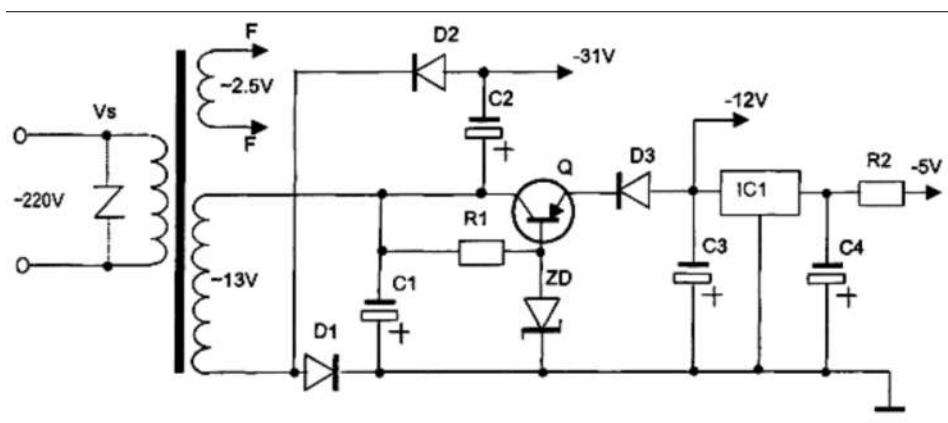 F
~2.5V
F
Vs
~220V
~13V
D2
-31V
C2
+
Q
D3
-12V
IC1
R2
-5V
R1
ZD
C1
+
C3
+
C4
+
D1